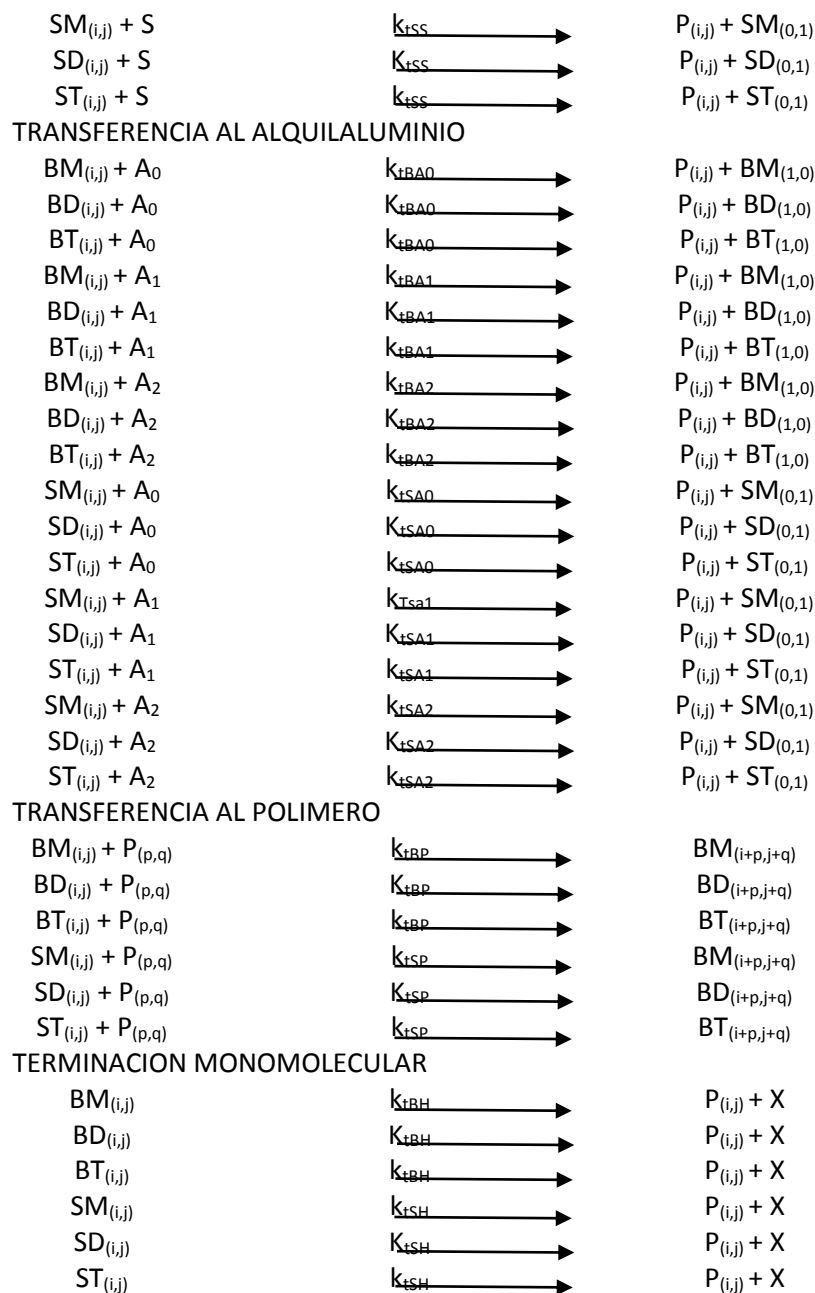 SM(i,j) + S ktSS P(i,j) + SM(0,1)
SD(i,j) + S KtSS P(i,j) + SD(0,1)
ST(i,j) + S ktSS P(i,j) + ST(0,1)
TRANSFERENCIA AL ALQUILALUMINIO
BM(i,j) + A0 ktBA0 P(i,j) + BM(1,0)
BD(i,j) + A0 KtBA0 P(i,j) + BD(1,0)
BT(i,j) + A0 ktBA0 P(i,j) + BT(1,0)
BM(i,j) + A1 ktBA1 P(i,j) + BM(1,0)
BD(i,j) + A1 KtBA1 P(i,j) + BD(1,0)
BT(i,j) + A1 ktBA1 P(i,j) + BT(1,0)
BM(i,j) + A2 ktBA2 P(i,j) + BM(1,0)
BD(i,j) + A2 KtBA2 P(i,j) + BD(1,0)
BT(i,j) + A2 ktBA2 P(i,j) + BT(1,0)
SM(i,j) + A0 ktSA0 P(i,j) + SM(0,1)
SD(i,j) + A0 KtSA0 P(i,j) + SD(0,1)
ST(i,j) + A0 ktSA0 P(i,j) + ST(0,1)
SM(i,j) + A1 kTsa1 P(i,j) + SM(0,1)
SD(i,j) + A1 KtSA1 P(i,j) + SD(0,1)
ST(i,j) + A1 ktSA1 P(i,j) + ST(0,1)
SM(i,j) + A2 ktSA2 P(i,j) + SM(0,1)
SD(i,j) + A2 KtSA2 P(i,j) + SD(0,1)
ST(i,j) + A2 ktSA2 P(i,j) + ST(0,1)
TRANSFERENCIA AL POLIMERO
BM(i,j) + P(p,q) ktBP BM(i+p,j+q)
BD(i,j) + P(p,q) KtBP BD(i+p,j+q)
BT(i,j) + P(p,q) ktBP BT(i+p,j+q)
SM(i,j) + P(p,q) ktSP BM(i+p,j+q)
SD(i,j) + P(p,q) KtSP BD(i+p,j+q)
ST(i,j) + P(p,q) ktSP BT(i+p,j+q)
TERMINACION MONOMOLECULAR
BM(i,j) ktBH P(i,j) + X
BD(i,j) KtBH P(i,j) + X
BT(i,j) ktBH P(i,j) + X
SM(i,j) ktSH P(i,j) + X
SD(i,j) KtSH P(i,j) + X
ST(i,j) ktSH P(i,j) + X